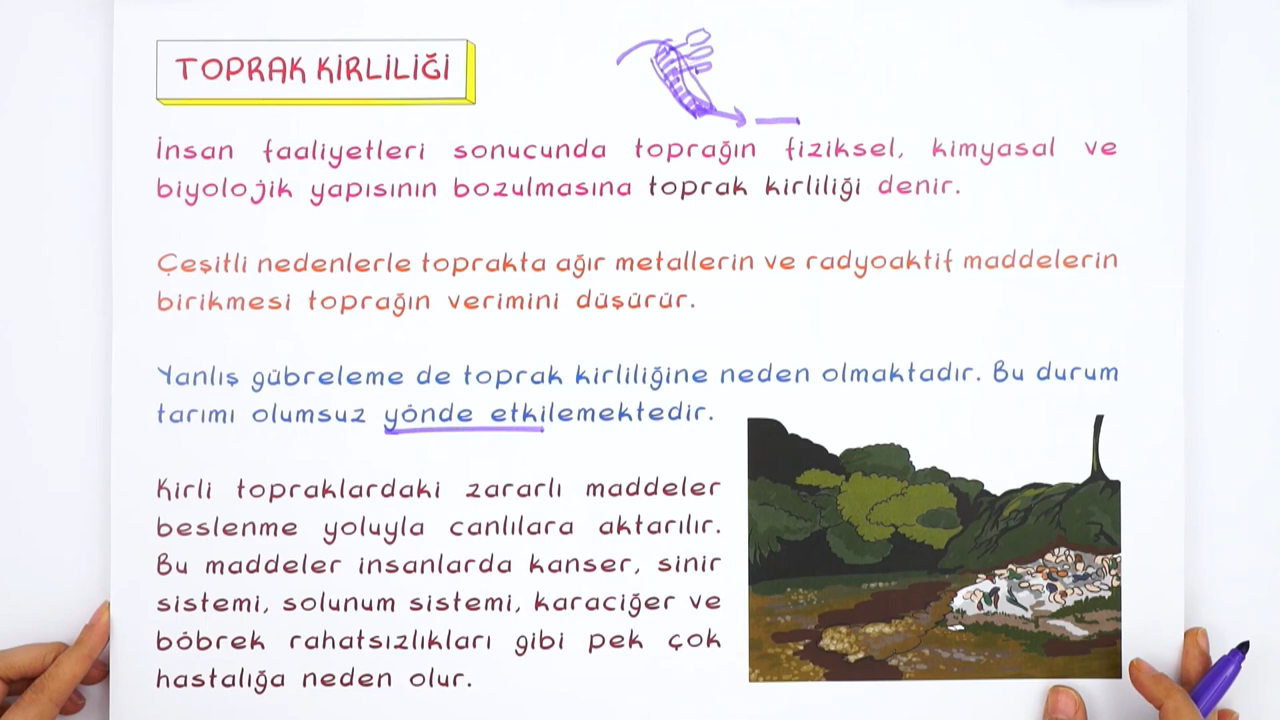 TOPRAK KİRLİLİĞİ
İnsan faaliyetleri sonucunda toprağın fiziksel, kimyasal ve
biyolojik yapısının bozulmasına toprak kirliliği denir.
Çeşitli nedenlerle toprakta ağır metallerin ve radyoaktif maddelerin
birikmesi toprağın verimini düşürür.
Yanlış gübreleme de toprak kirliliğine neden olmaktadır. Bu durum
tarımı olumsuz yönde etkilemektedir.
Kirli topraklardaki zararlı maddeler
beslenme yoluyla canlılara aktarılır.
Bu maddeler insanlarda kanser, sinir
sistemi, solunum sistemi, karaciğer ve
böbrek rahatsızlıkları gibi pek çok
hastalığa neden olur.